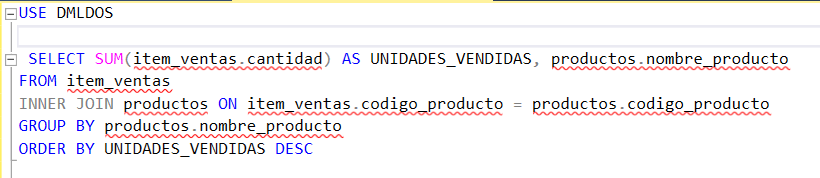 USE DMLDOS
SELECT SUM(item_ventas.cantidad) AS UNIDADES_VENDIDAS, productos.nombre_producto
FROM item_ventas
INNER JOIN productos ON item_ventas.codigo_producto = productos.codigo_producto
GROUP BY productos.nombre_producto
ORDER BY UNIDADES_VENDIDAS DESC